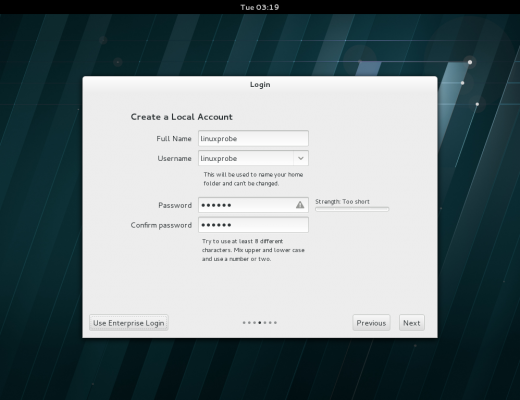 Tue 03:19
Login
Create a Local Account
Full Name linuxprobe
Username linuxprobe
This will be used to name your home
folder and can't be changed.
Password ●●●●●● Strength: Too short
Confirm password ●●●●●●
Try to use at least 8 different
characters. Mix upper and lower case
and use a number or two.
Use Enterprise Login Previous Next